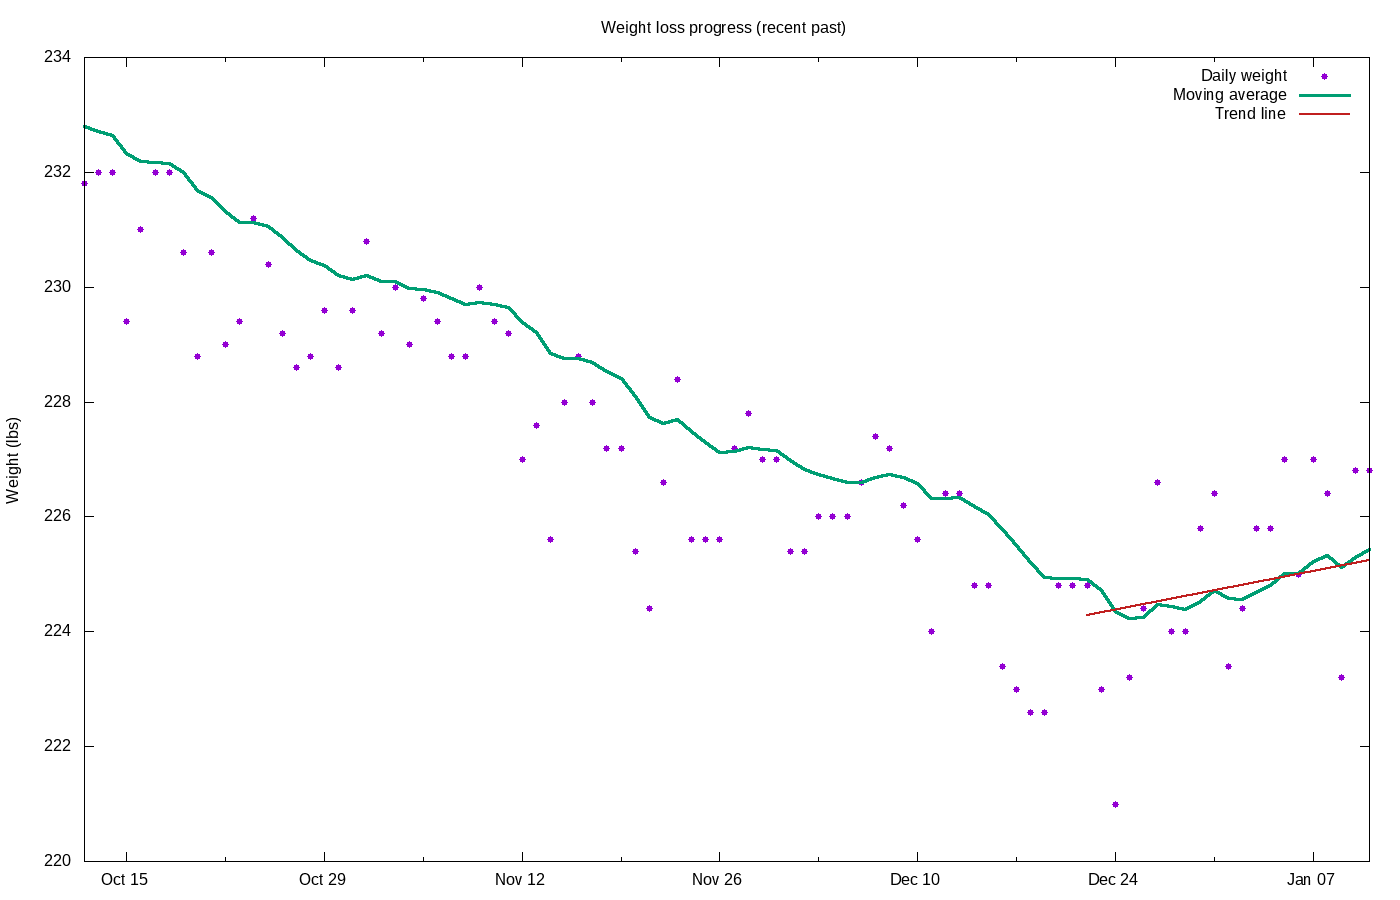 Weight loss progress (recent past)
Daily weight
Moving average
Trend line
Weight (lbs)
234
232
230
228
226
224
222
220
Oct 15 Oct 29 Nov 12 Nov 26 Dec 10 Dec 24 Jan 07